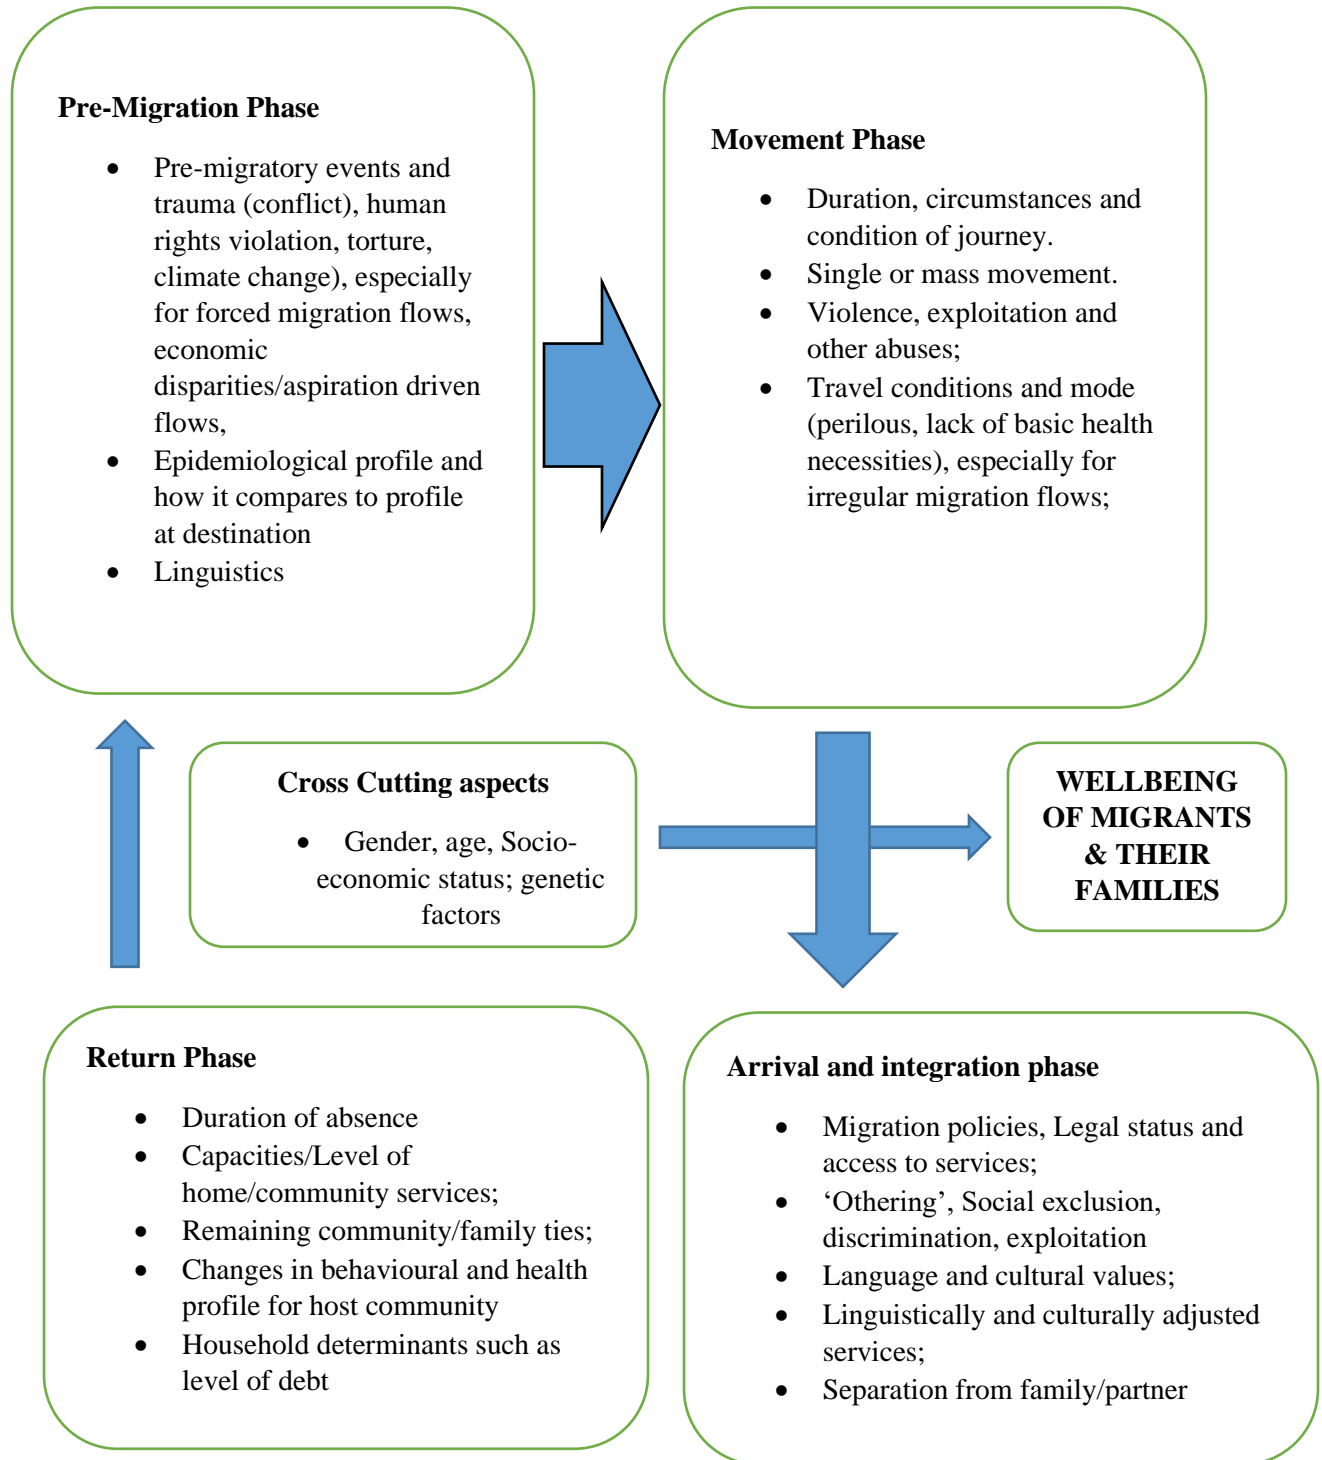 Pre-Migration Phase
• Pre-migratory events and
trauma (conflict), human
rights violation, torture,
climate change), especially
for forced migration flows,
economic
disparities/aspiration driven
flows,
• Epidemiological profile and
how it compares to profile
at destination
• Linguistics
Movement Phase
• Duration, circumstances and
condition of journey.
• Single or mass movement.
• Violence, exploitation and
other abuses;
• Travel conditions and mode
(perilous, lack of basic health
necessities), especially for
irregular migration flows;
Cross Cutting aspects
• Gender, age, Socio-
economic status; genetic
factors
WELLBEING
OF MIGRANTS
& THEIR
FAMILIES
Return Phase
• Duration of absence
• Capacities/Level of
home/community services;
• Remaining community/family ties;
• Changes in behavioural and health
profile for host community
• Household determinants such as
level of debt
Arrival and integration phase
• Migration policies, Legal status and
access to services;
• ‘Othering’, Social exclusion,
discrimination, exploitation
• Language and cultural values;
• Linguistically and culturally adjusted
services;
• Separation from family/partner